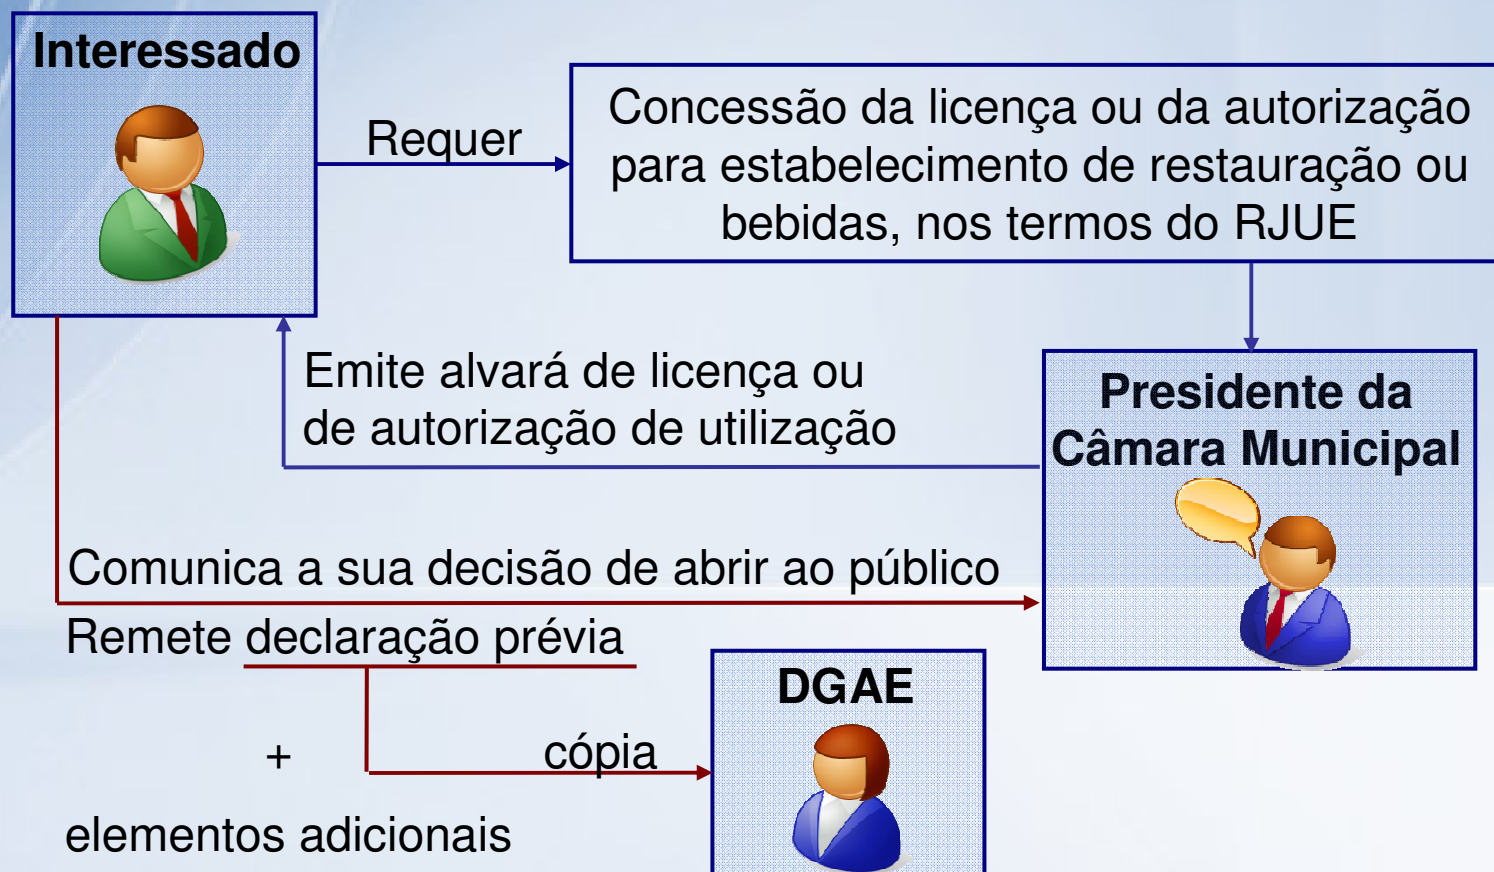 Interessado
Requer
Concessão da licença ou da autorização
para estabelecimento de restauração ou
bebidas, nos termos do RJUE
Emite alvará de licença ou
de autorização de utilização
Presidente da
Câmara Municipal
Comunica a sua decisão de abrir ao público
Remete declaração prévia
DGAE
+
cópia
elementos adicionais